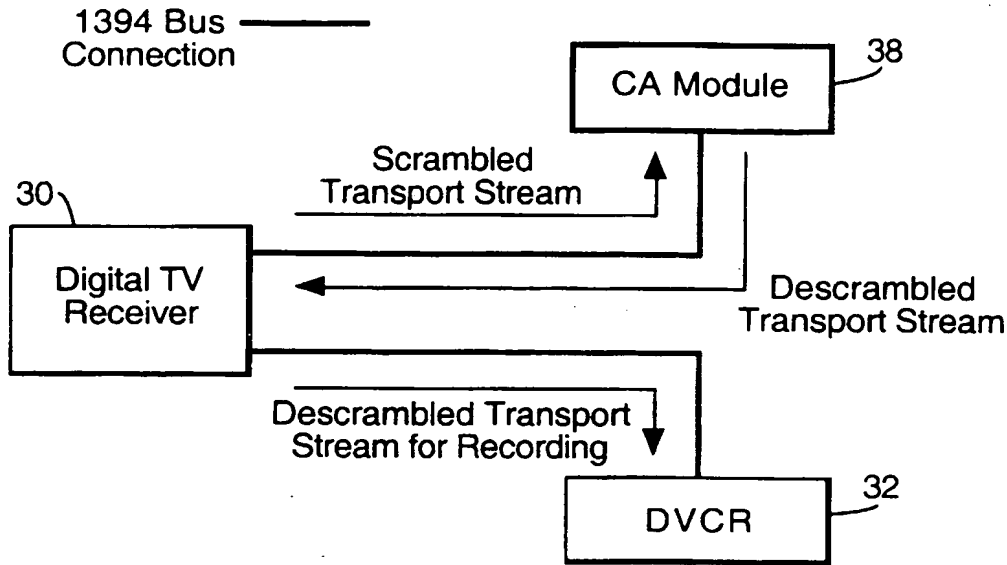 1394 Bus
Connection
CA Module
38
Scrambled
Transport Stream
30
Digital TV
Receiver
Descrambled
Transport Stream
Descrambled Transport
Stream for Recording
DVCR
32